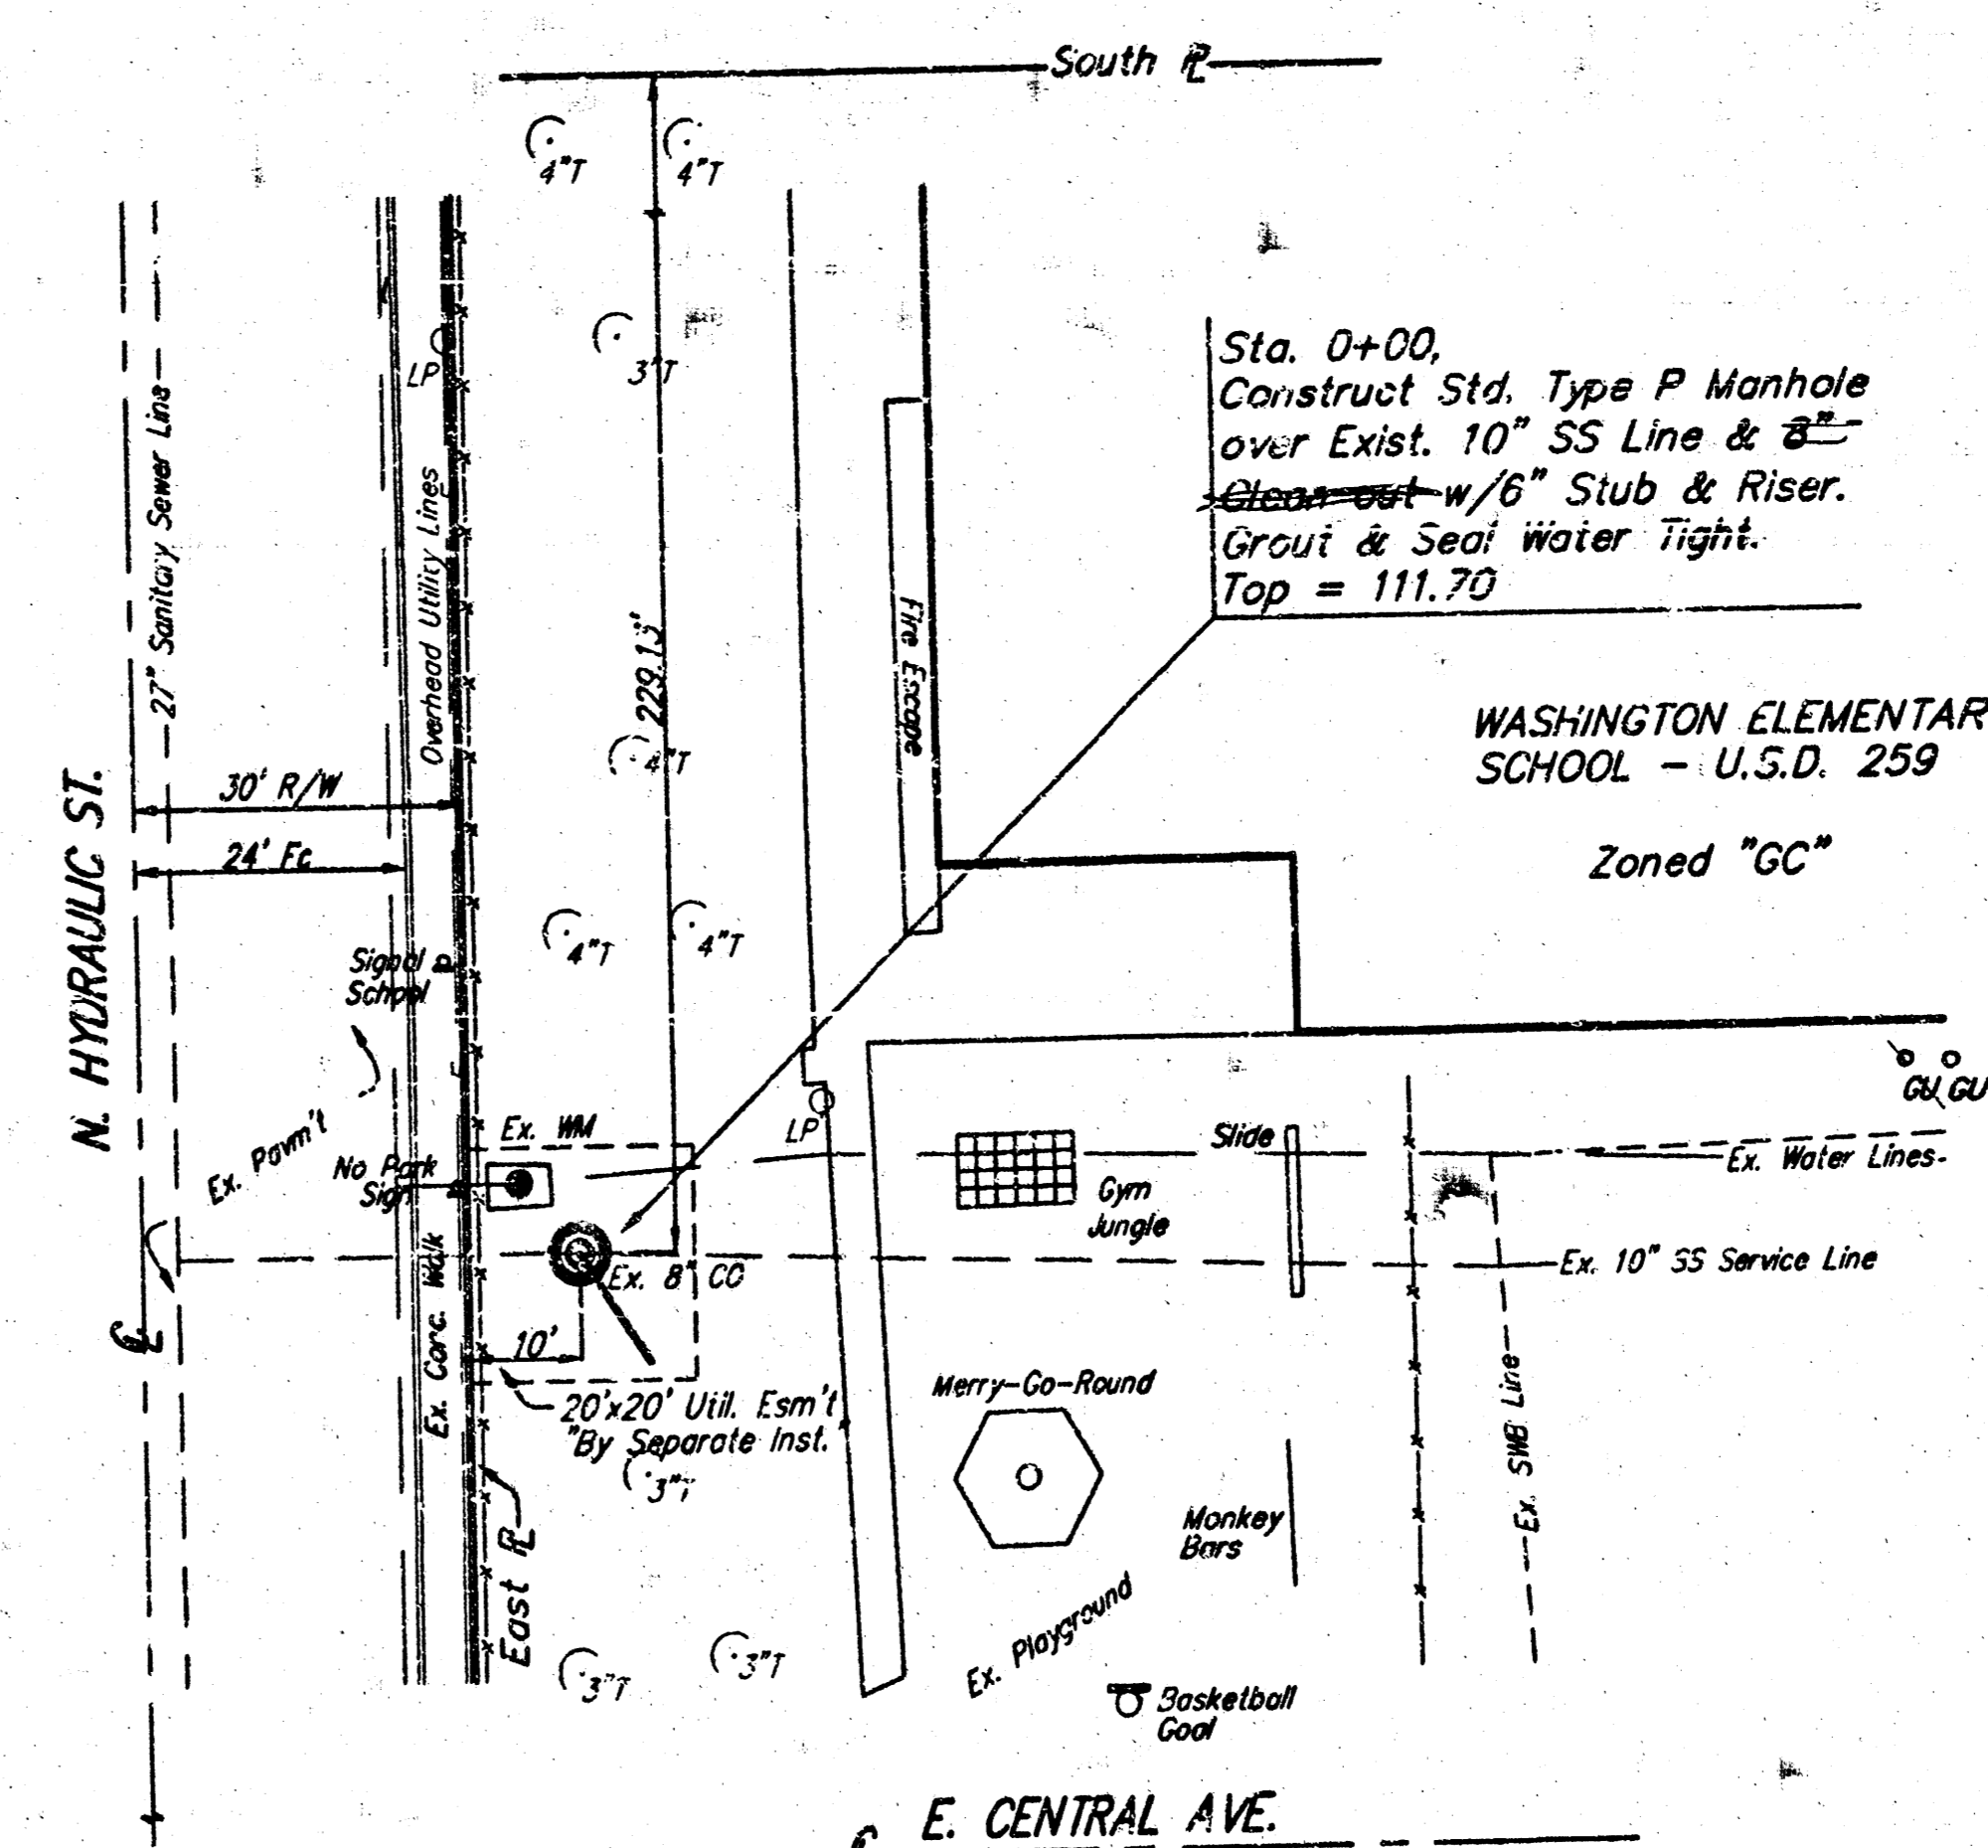 South PL
4"T
4"T
Sta. 0+00,
Construct Std. Type P Manhole
over Exist. 10" SS Line & 8"
Clean out w/6" Stub & Riser.
Grout & Seal Water Tight.
Top = 111.70
3"T
LP
27" Sanitary Sewer Line
Overhead Utility Lines
229.15'
Fire Escape
WASHINGTON ELEMENTAR
SCHOOL - U.S.D. 259
Zoned "GC"
4"T
30' R/W
24' Fc
N. HYDRAULIC ST.
4"T
4"T
Signal
School
GU GU
Ex. Pavm't
Ex. WM
LP
Slide
Ex. Water Lines
No Park
Sign
Gym
Jungle
Ex. 8" CO
Ex. 10" SS Service Line
Ex. Conc. Walk
10'
CL
20'x20' Util. Esm't
"By Separate Inst.
Merry-Go-Round
Ex. SWB Line
3"T
Monkey
Bars
East PL
Ex. Playground
3"T
3"T
Basketball
Goal
E. CENTRAL AVE.